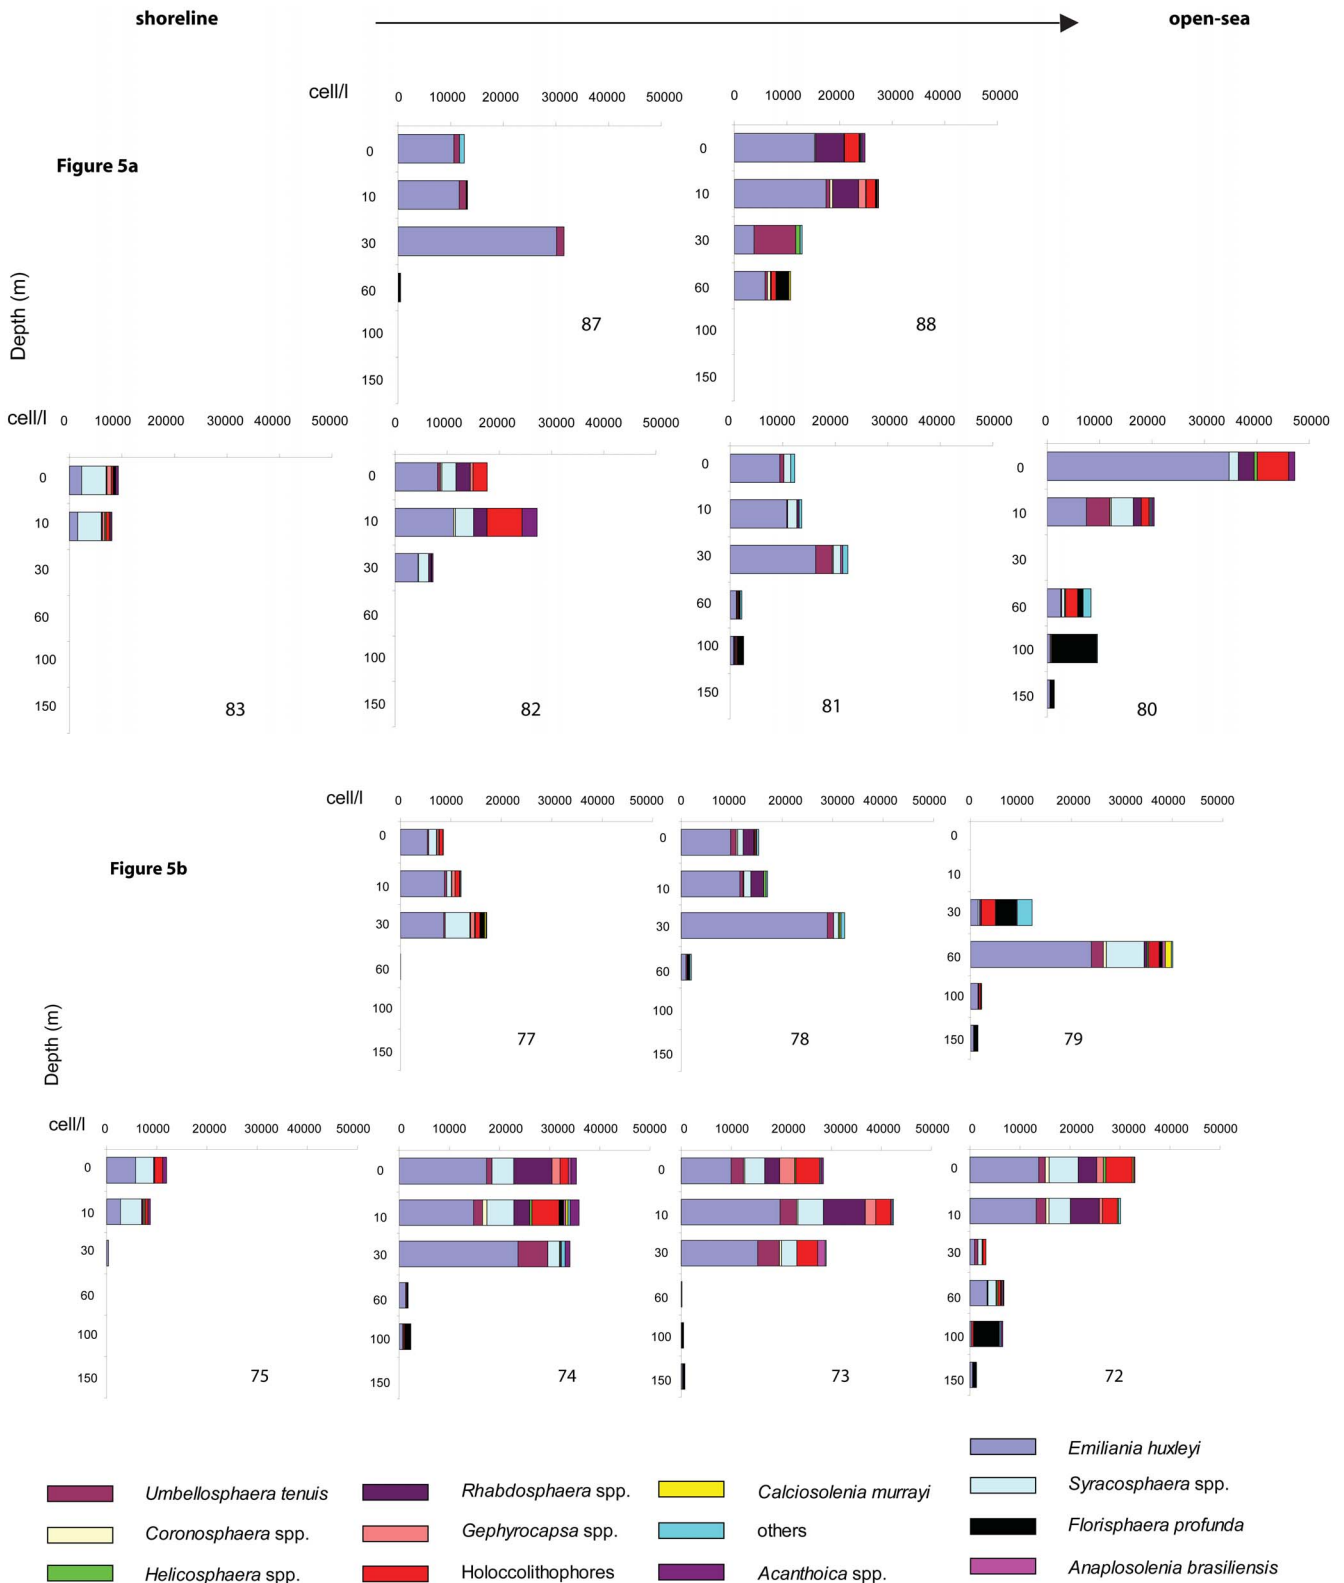 shoreline open-sea
cell/l 0 10000 20000 30000 40000 50000 0 10000 20000 30000 40000 50000
Figure 5a
Depth (m)
0 0
10 10
30 30
60 60
100 100
150 150
87 88
cell/l 0 10000 20000 30000 40000 50000 0 10000 20000 30000 40000 50000 0 10000 20000 30000 40000 50000 0 10000 20000 30000 40000 50000
0 0 0 0
10 10 10 10
30 30 30 30
60 60 60 60
100 100 100 100
150 150 150 150
83 82 81 80
cell/l 0 10000 20000 30000 40000 50000 0 10000 20000 30000 40000 50000 0 10000 20000 30000 40000 50000
Figure 5b
Depth (m)
0 0 0
10 10 10
30 30 30
60 60 60
100 100 100
150 150 150
77 78 79
cell/l 0 10000 20000 30000 40000 50000 0 10000 20000 30000 40000 50000 0 10000 20000 30000 40000 50000 0 10000 20000 30000 40000 50000
0 0 0 0
10 10 10 10
30 30 30 30
60 60 60 60
100 100 100 100
150 150 150 150
75 74 73 72
Umbellosphaera tenuis
Coronosphaera spp.
Helicosphaera spp.
Rhabdosphaera spp.
Gephyrocapsa spp.
Holoccolithophores
Calciosolenia murrayi
others
Acanthoica spp.
Emiliania huxleyi
Syracosphaera spp.
Florisphaera profunda
Anaplosolenia brasiliensis